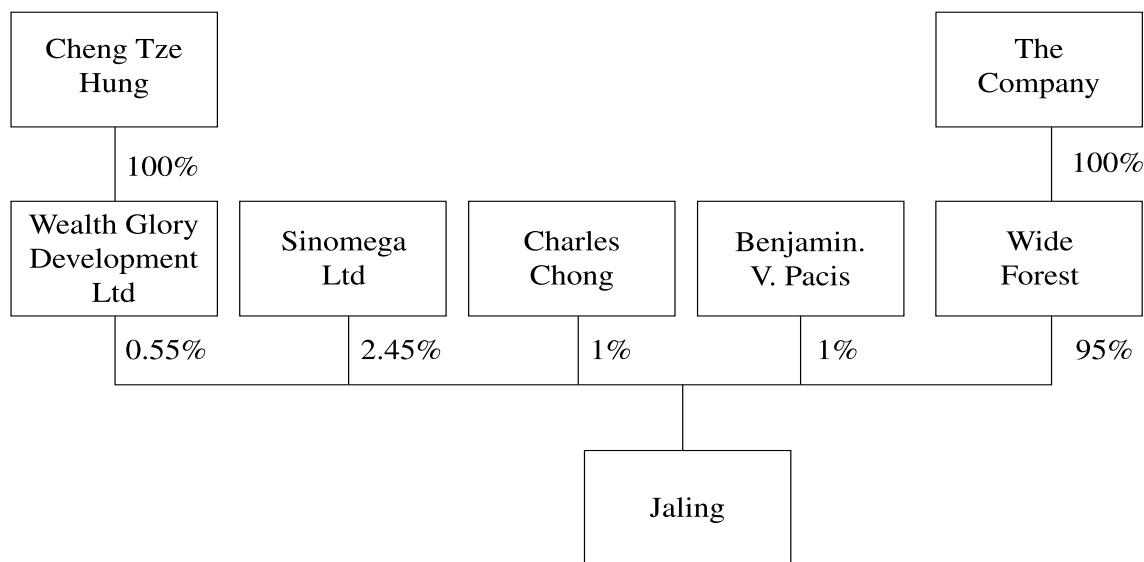 Cheng Tze
Hung
The
Company
100%
100%
Wealth Glory
Development
Ltd
Sinomega
Ltd
Charles
Chong
Benjamin.
V. Pacis
Wide
Forest
0.55%
2.45%
1%
1%
95%
Jaling